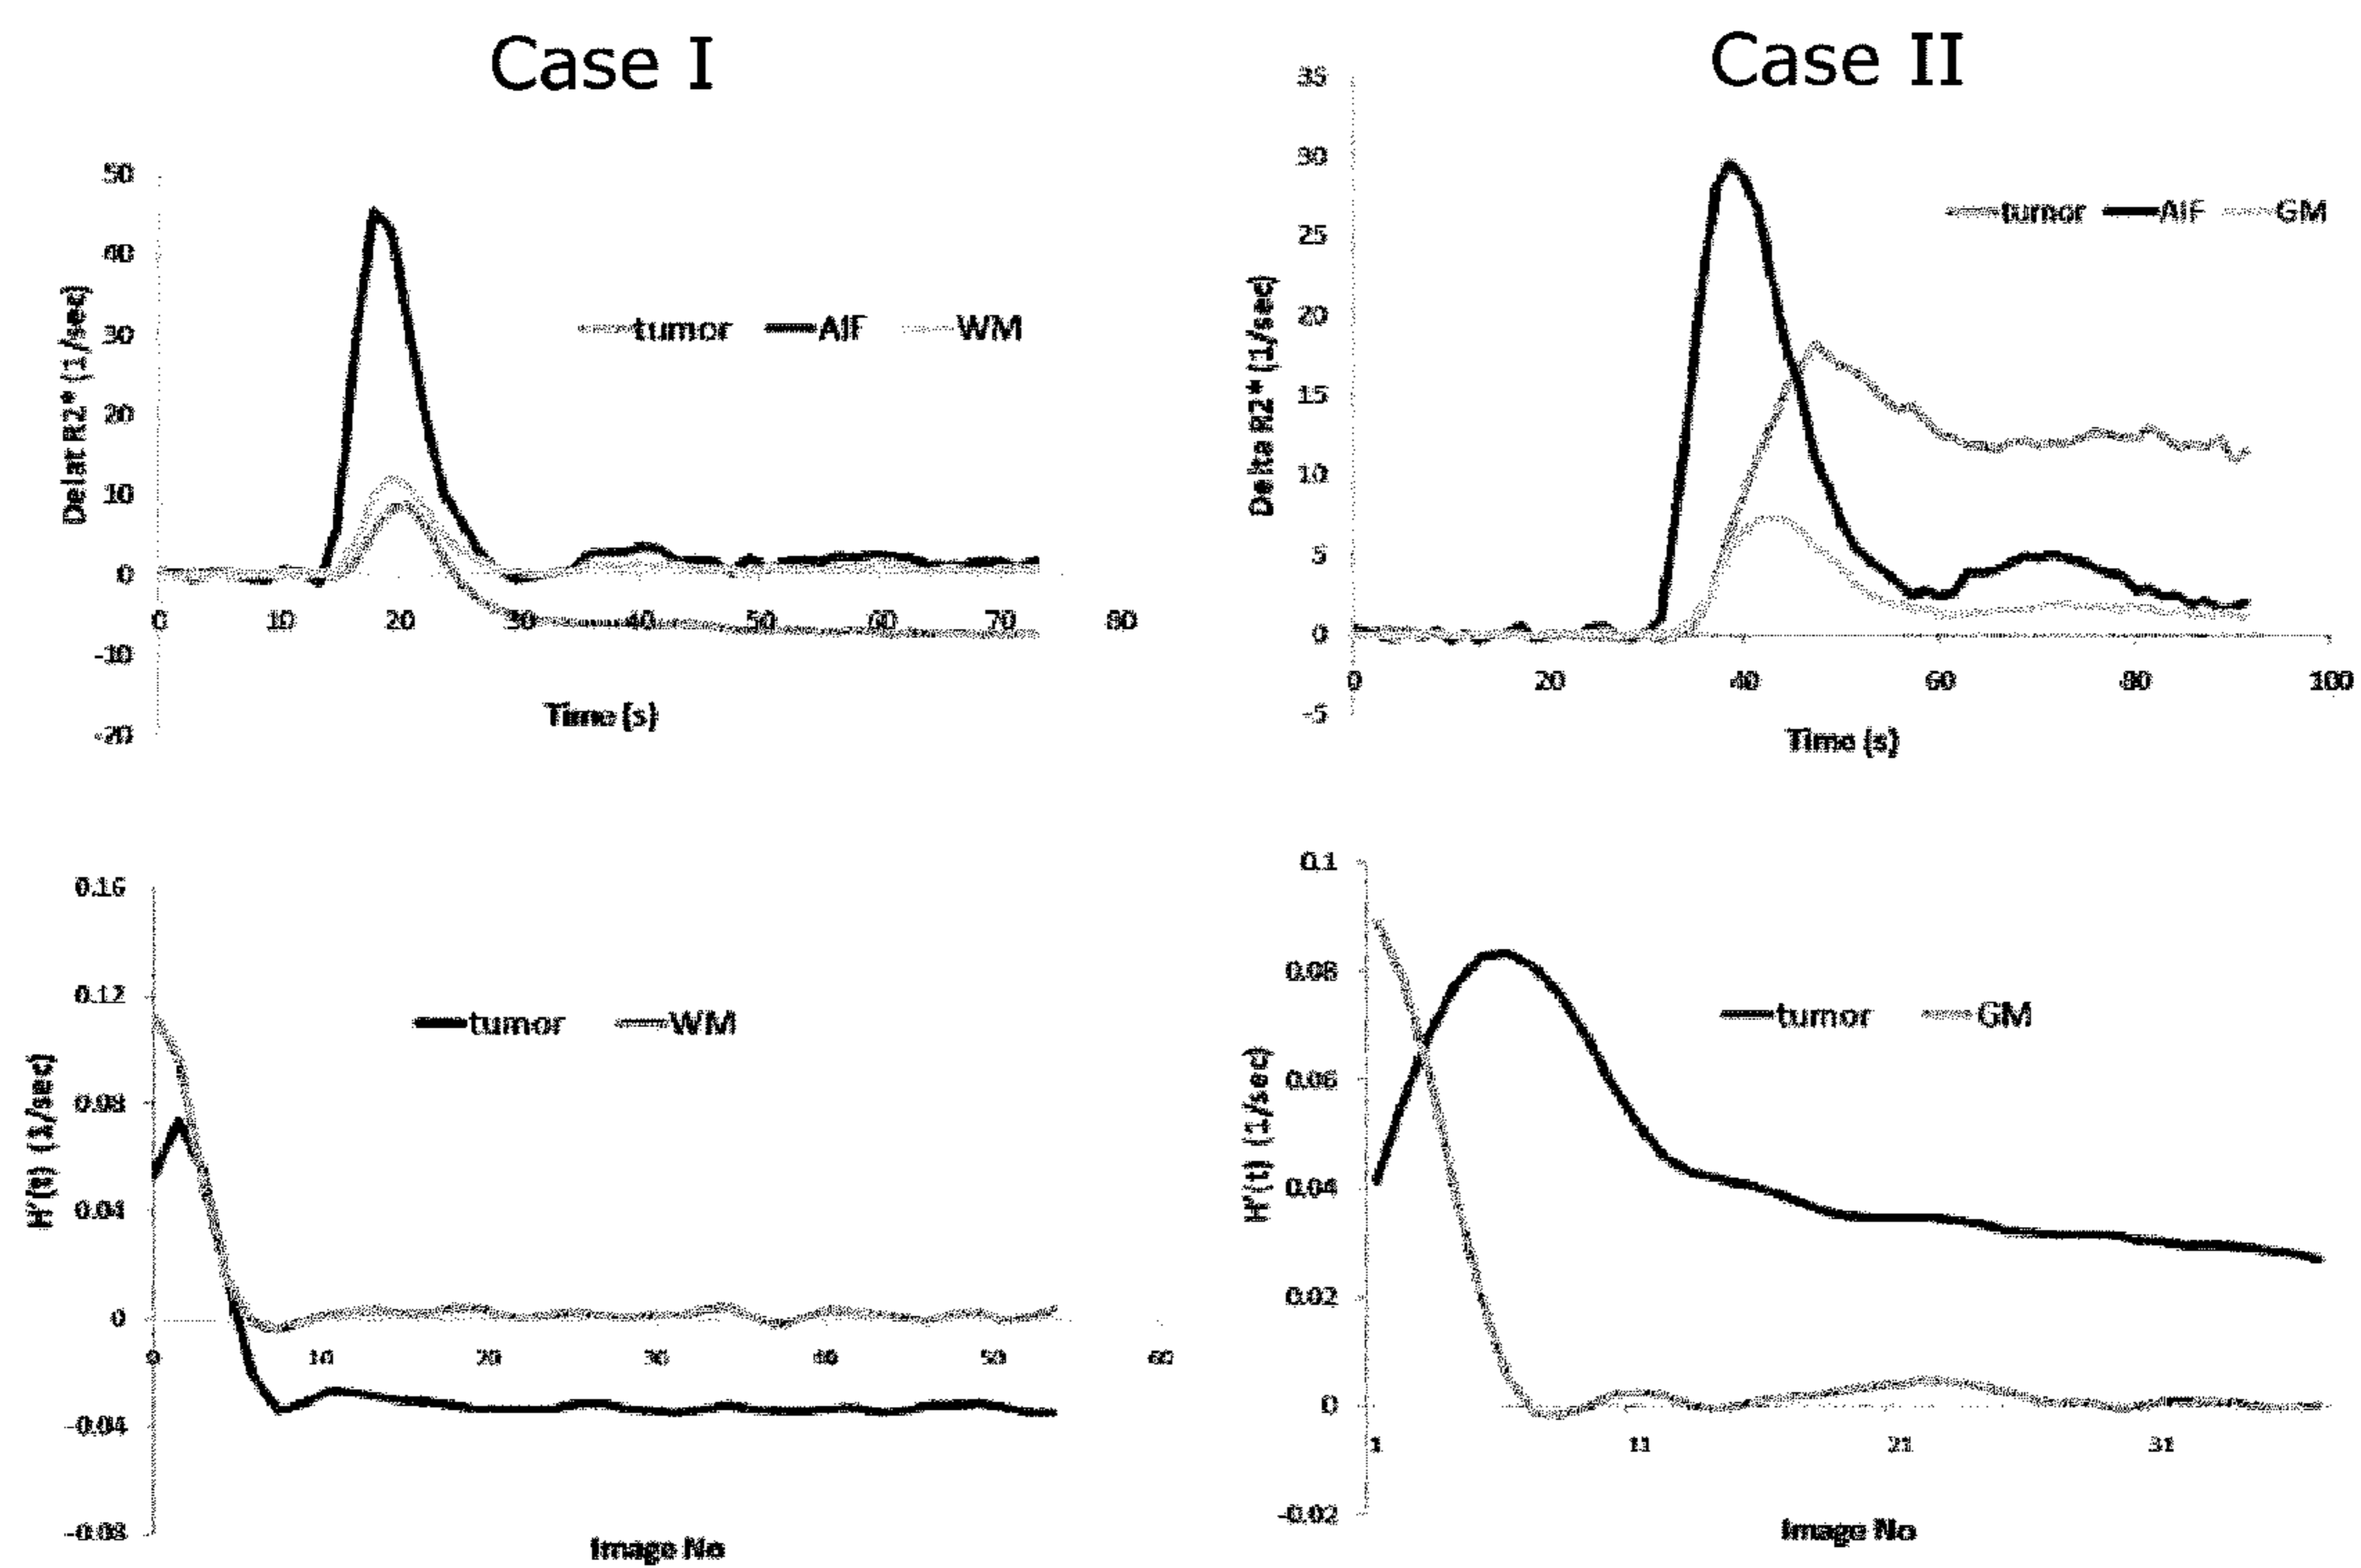 Case I
Case II
50
40
30
20
10
0
-10
-20
Delat R2* (1/sec)
tumor AIF WM
0 10 20 30 40 50 60 70 80
Time (s)
35
30
25
20
15
10
5
0
-5
Delta R2* (1/sec)
tumor AIF GM
0 20 40 60 80 100
Time (s)
0.16
0.12
0.08
0.04
0
-0.04
-0.08
H'(t) (1/sec)
tumor WM
0 10 20 30 40 50 60
Image No
0.1
0.08
0.06
0.04
0.02
0
-0.02
H'(t) (1/sec)
tumor GM
1 11 21 31
Image No